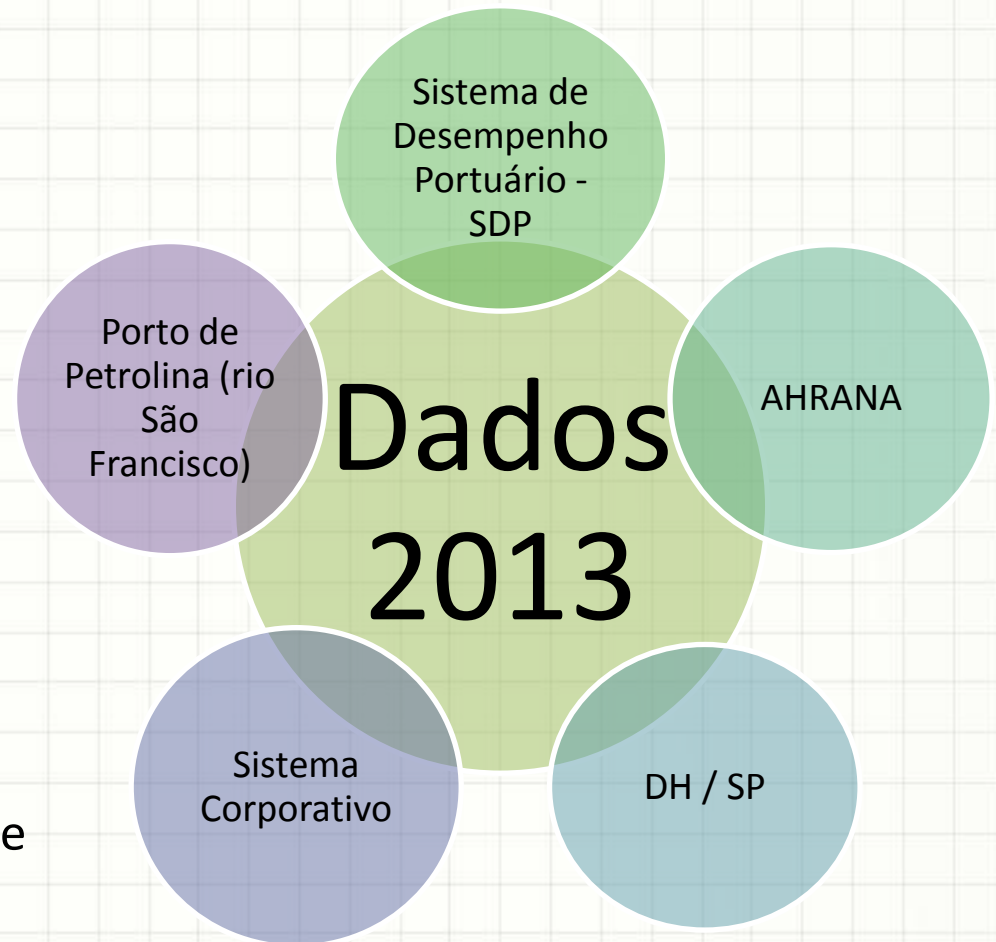 Sistema de
Desempenho
Portuário -
SDP
Porto de
Petrolina (rio
São
Francisco)
Dados
2013
AHRANA
Sistema
Corporativo
DH / SP
e